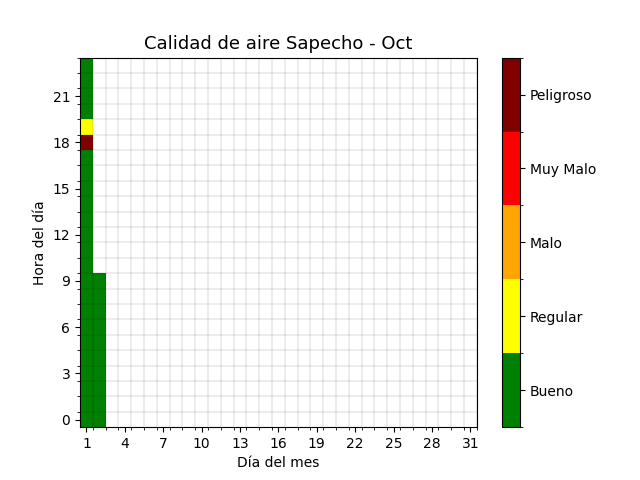 Calidad de aire Sapecho - Oct
Hora del día
21
18
15
12
9
6
3
0
1 4 7 10 13 16 19 22 25 28 31
Día del mes
Peligroso
Muy Malo
Malo
Regular
Bueno